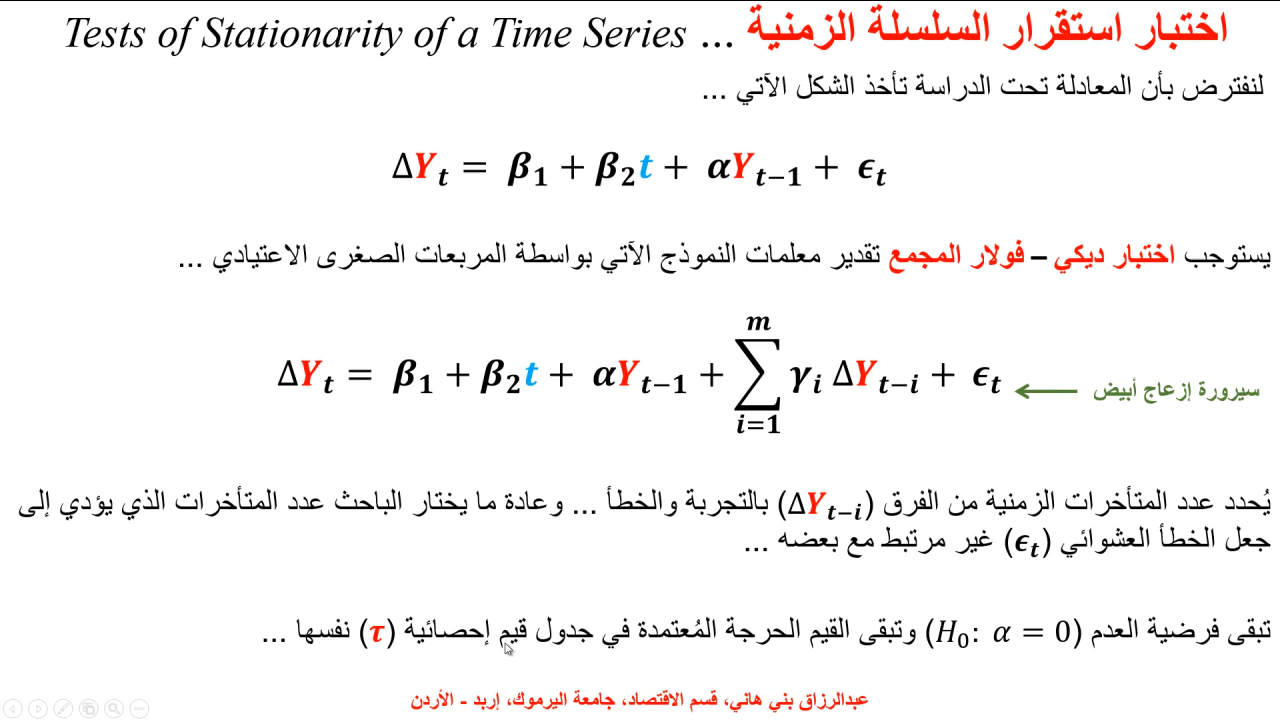 اختبار استقرار السلسلة الزمنية ... Tests of Stationarity of a Time Series
لنفترض بأن المعادلة تحت الدراسة تأخذ الشكل الآتي ...
ΔY_t = β_1 + β_2 t + αY_{t−1} + ϵ_t
يستوجب اختبار ديكي – فولار المجمع تقدير معلمات النموذج الآتي بواسطة المربعات الصغرى الاعتيادي ...
ΔY_t = β_1 + β_2 t + αY_{t−1} + ∑_{i=1}^{m} γ_i ΔY_{t−i} + ϵ_t ← سيرورة إزعاج أبيض
يُحدد عدد المتأخرات الزمنية من الفرق (ΔY_{t−i}) بالتجربة والخطأ ... وعادة ما يختار الباحث عدد المتأخرات الذي يؤدي إلى
جعل الخطأ العشوائي (ϵ_t) غير مرتبط مع بعضه ...
تبقى فرضية العدم (H_0: α = 0) وتبقى القيم الحرجة المُعتمدة في جدول قيم إحصائية (τ) نفسها ...
عبدالرزاق بني هاني، قسم الاقتصاد، جامعة اليرموك، إربد - الأردن